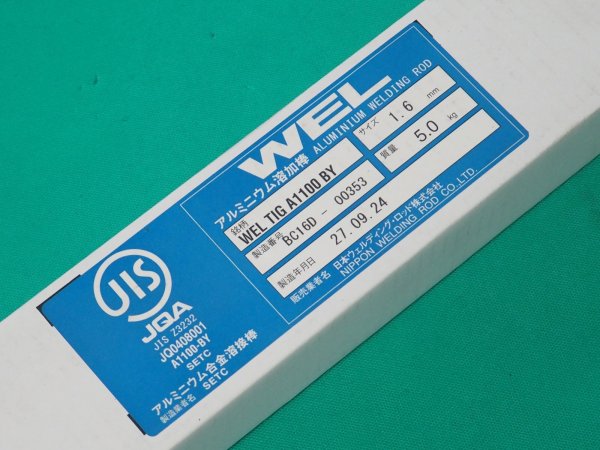 WEL
アルミニウム溶加棒 ALUMINIUM WELDING ROD
銘柄 WEL TIG A1100 BY サイズ 1.6 mm
製造番号 BC16D - 00353 質量 5.0 kg
製造年月日 27.09.24
販売業者名 日本ウェルディング・ロッド株式会社
NIPPON WELDING ROD CO.,LTD.
JIS
JQA
JIS Z3232
JQ0408001
A1100-BY
SETC
アルミニウム合金溶接棒
製造業者名 SETC